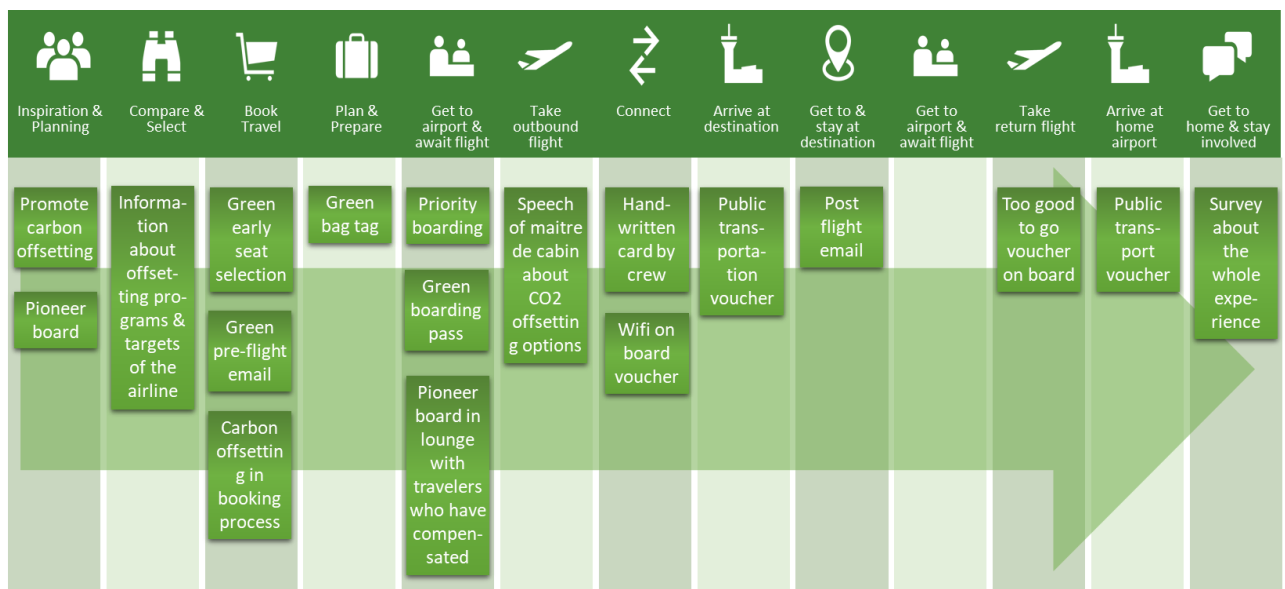 Inspiration &
Planning
Compare &
Select
Book
Travel
Plan &
Prepare
Get to
airport &
await flight
Take
outbound
flight
Connect
Arrive at
destination
Get to &
stay at
destination
Get to
airport &
await flight
Take
return flight
Arrive at
home
airport
Get to
home & stay
involved
Promote
carbon
offsetting
Pioneer
board
Informa-
tion
about
offset-
ting pro-
grams &
targets
of the
airline
Green
early
seat
selection
Green
pre-flight
email
Carbon
offsettin
g in
booking
process
Green
bag tag
Priority
boarding
Green
boarding
pass
Pioneer
board in
lounge
with
travelers
who have
compen-
sated
Speech
of maitre
de cabin
about
CO2
offsettin
g options
Hand-
written
card by
crew
Wifi on
board
voucher
Public
trans-
porta-
tion
voucher
Post
flight
email
Too good
to go
voucher
on board
Public
trans-
port
voucher
Survey
about
the
whole
expe-
rience